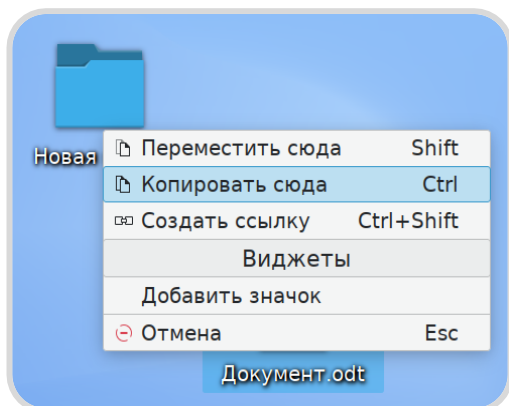 Новая
Переместить сюда Shift
Копировать сюда Ctrl
Создать ссылку Ctrl+Shift
Виджеты
Добавить значок
Отмена Esc
Документ.odt